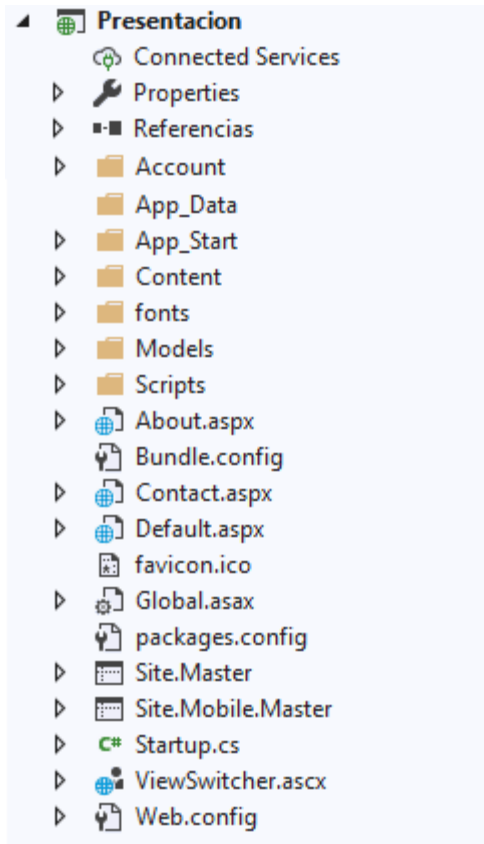 Presentacion
Connected Services
Properties
Referencias
Account
App_Data
App_Start
Content
fonts
Models
Scripts
About.aspx
Bundle.config
Contact.aspx
Default.aspx
favicon.ico
Global.asax
packages.config
Site.Master
Site.Mobile.Master
C# Startup.cs
ViewSwitcher.ascx
Web.config